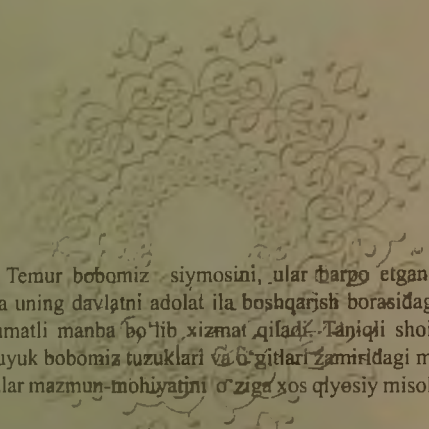 Temur bobomiz siymosini, ular barpo etgan
a uning davlatni adolat ila boshqarish borasidag
matli manba bo'lib xizmat qiladi. Taniqli shoi
uyuk bobomiz tuzuklari va o'gitlari zamiridagi m
lar mazmun-mohiyatini o'ziga xos qiyosiy misol